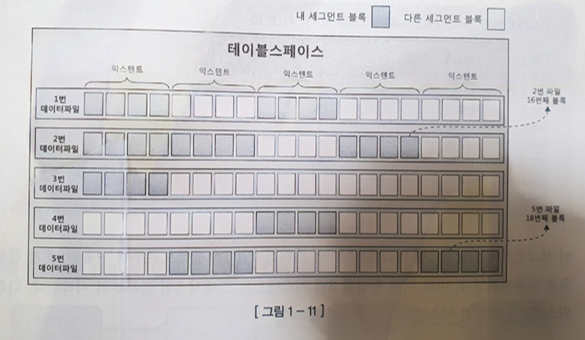 내 세그먼트 블록 다른 세그먼트 블록
테이블스페이스
익스텐트 익스텐트 익스텐트 익스텐트 익스텐트
1번
데이터파일
2번 파일
16번째 블록
2번
데이터파일
3번
데이터파일
4번
데이터파일
5번 파일
18번째 블록
5번
데이터파일
[ 그림 1 - 11 ]